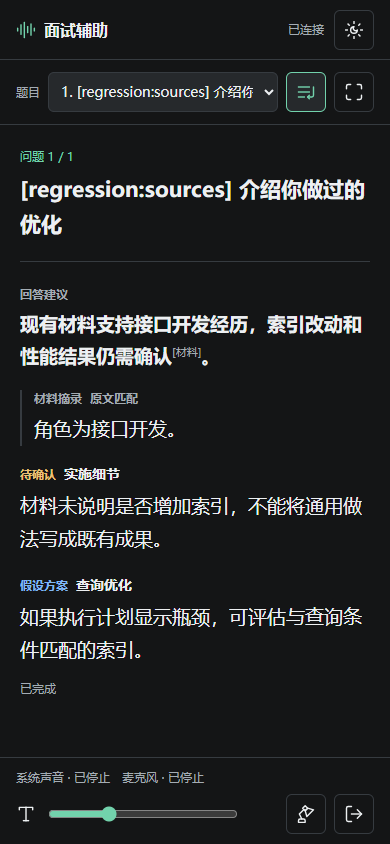 面试辅助
已连接
题目
1. [regression:sources] 介绍你
问题 1 / 1
[regression:sources] 介绍你做过的
优化
回答建议
现有材料支持接口开发经历，索引改动和
性能结果仍需确认[材料]。
材料摘录 原文匹配
角色为接口开发。
待确认 实施细节
材料未说明是否增加索引，不能将通用做
法写成既有成果。
假设方案 查询优化
如果执行计划显示瓶颈，可评估与查询条
件匹配的索引。
已完成
系统声音 · 已停止 麦克风 · 已停止